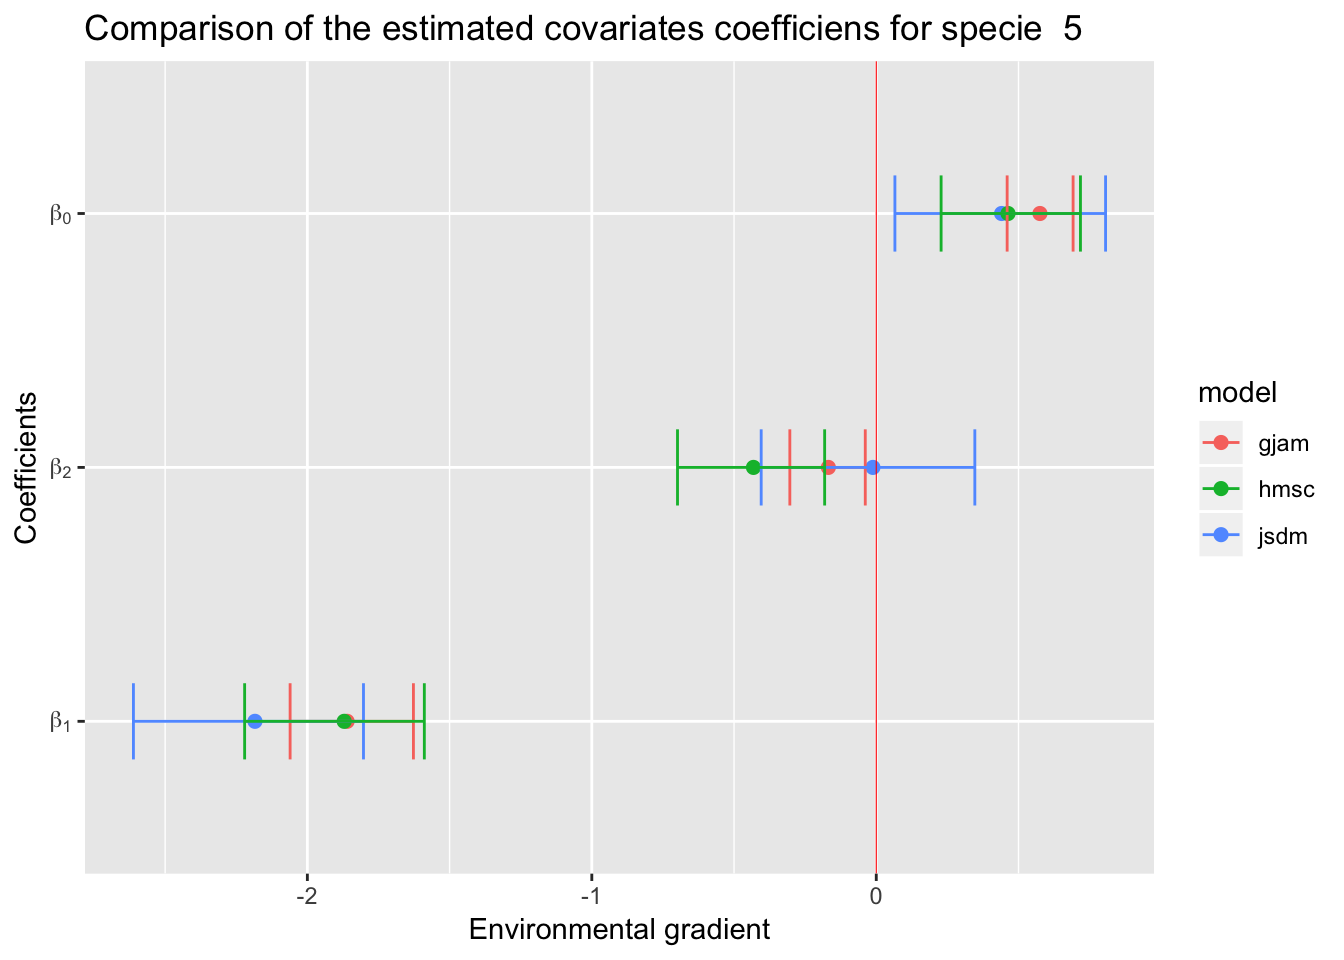 Comparison of the estimated covariates coefficiens for specie  5
Coefficients
β0
β2
β1
-2 -1 0
Environmental gradient
model
gjam
hmsc
jsdm